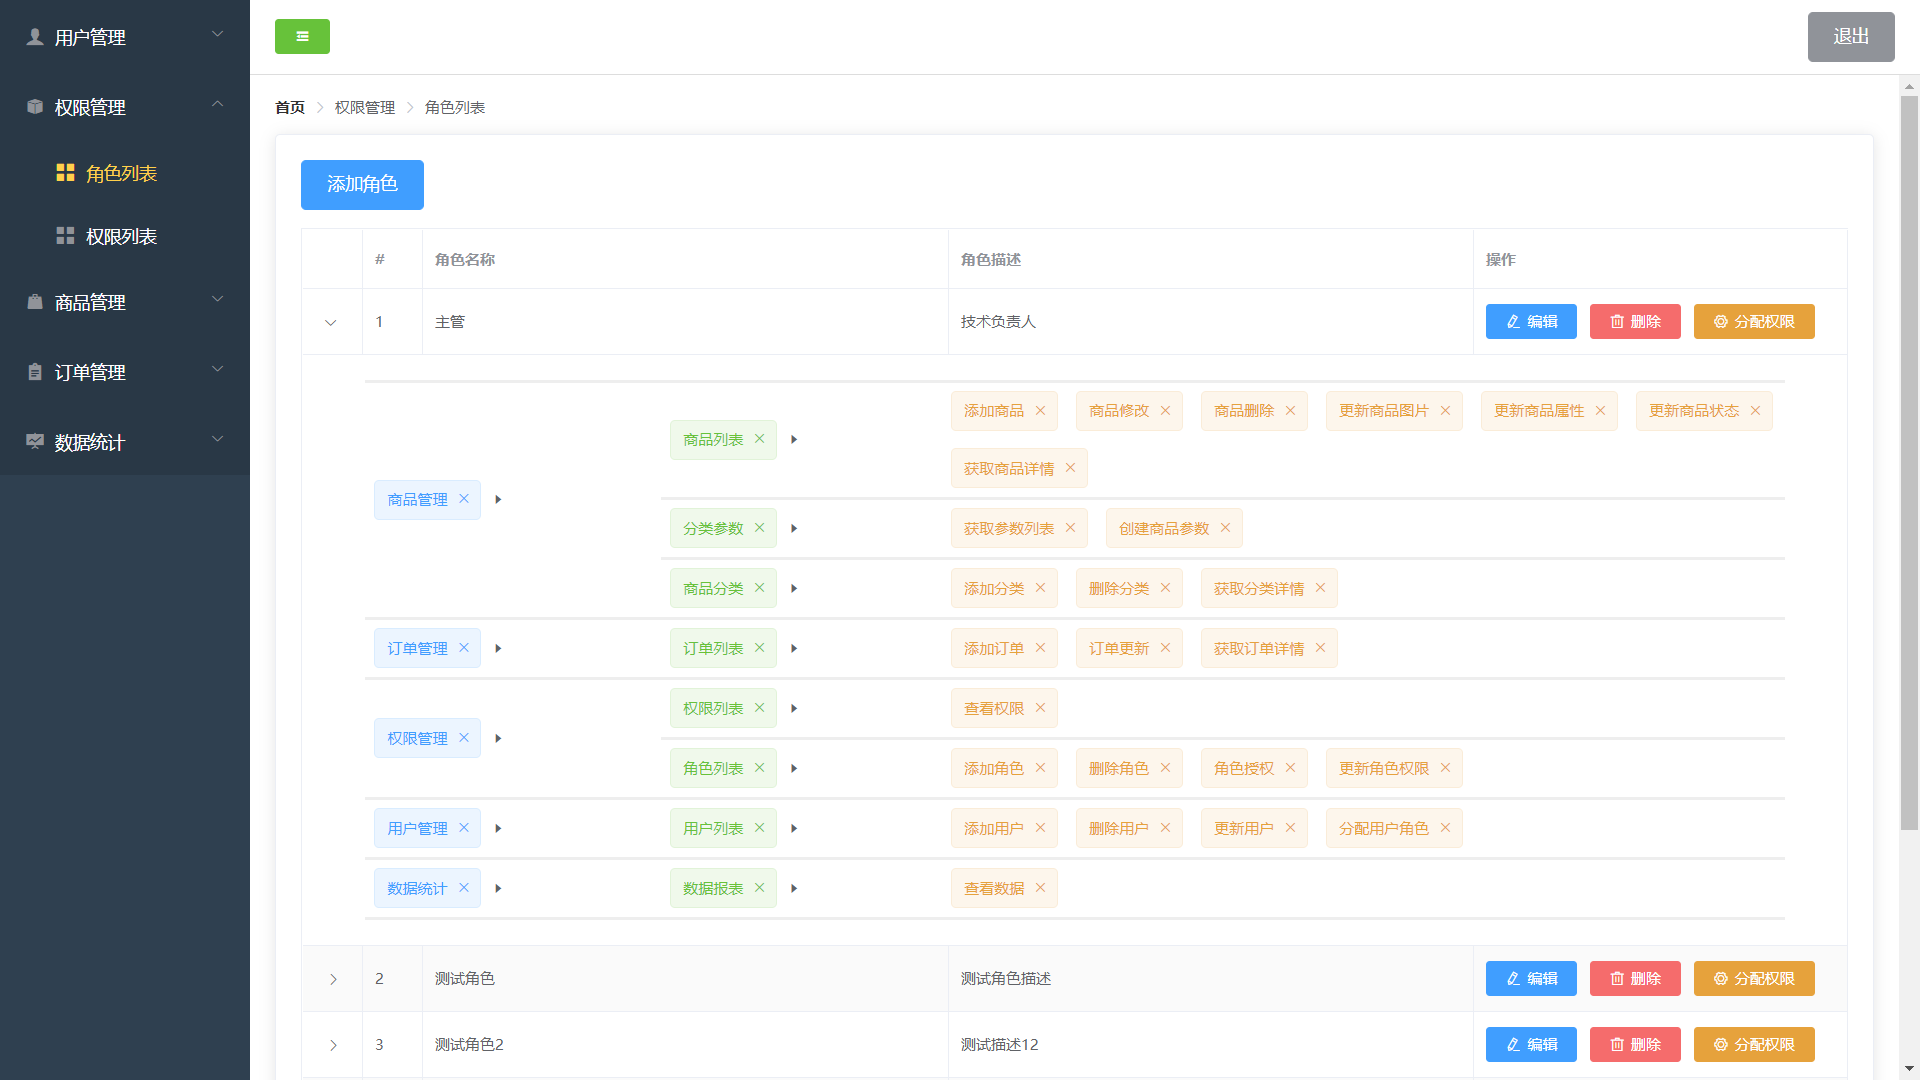 用户管理
权限管理
角色列表
权限列表
商品管理
订单管理
数据统计
退出
首页 权限管理 角色列表
添加角色
# 角色名称 角色描述 操作
1 主管 技术负责人 编辑 删除 分配权限
商品管理
商品列表
添加商品 商品修改 商品删除 更新商品图片 更新商品属性 更新商品状态
获取商品详情
分类参数 获取参数列表 创建商品参数
商品分类 添加分类 删除分类 获取分类详情
订单管理 订单列表 添加订单 订单更新 获取订单详情
权限管理
权限列表 查看权限
角色列表 添加角色 删除角色 角色授权 更新角色权限
用户管理 用户列表 添加用户 删除用户 更新用户 分配用户角色
数据统计 数据报表 查看数据
2 测试角色 测试角色描述 编辑 删除 分配权限
3 测试角色2 测试描述12 编辑 删除 分配权限